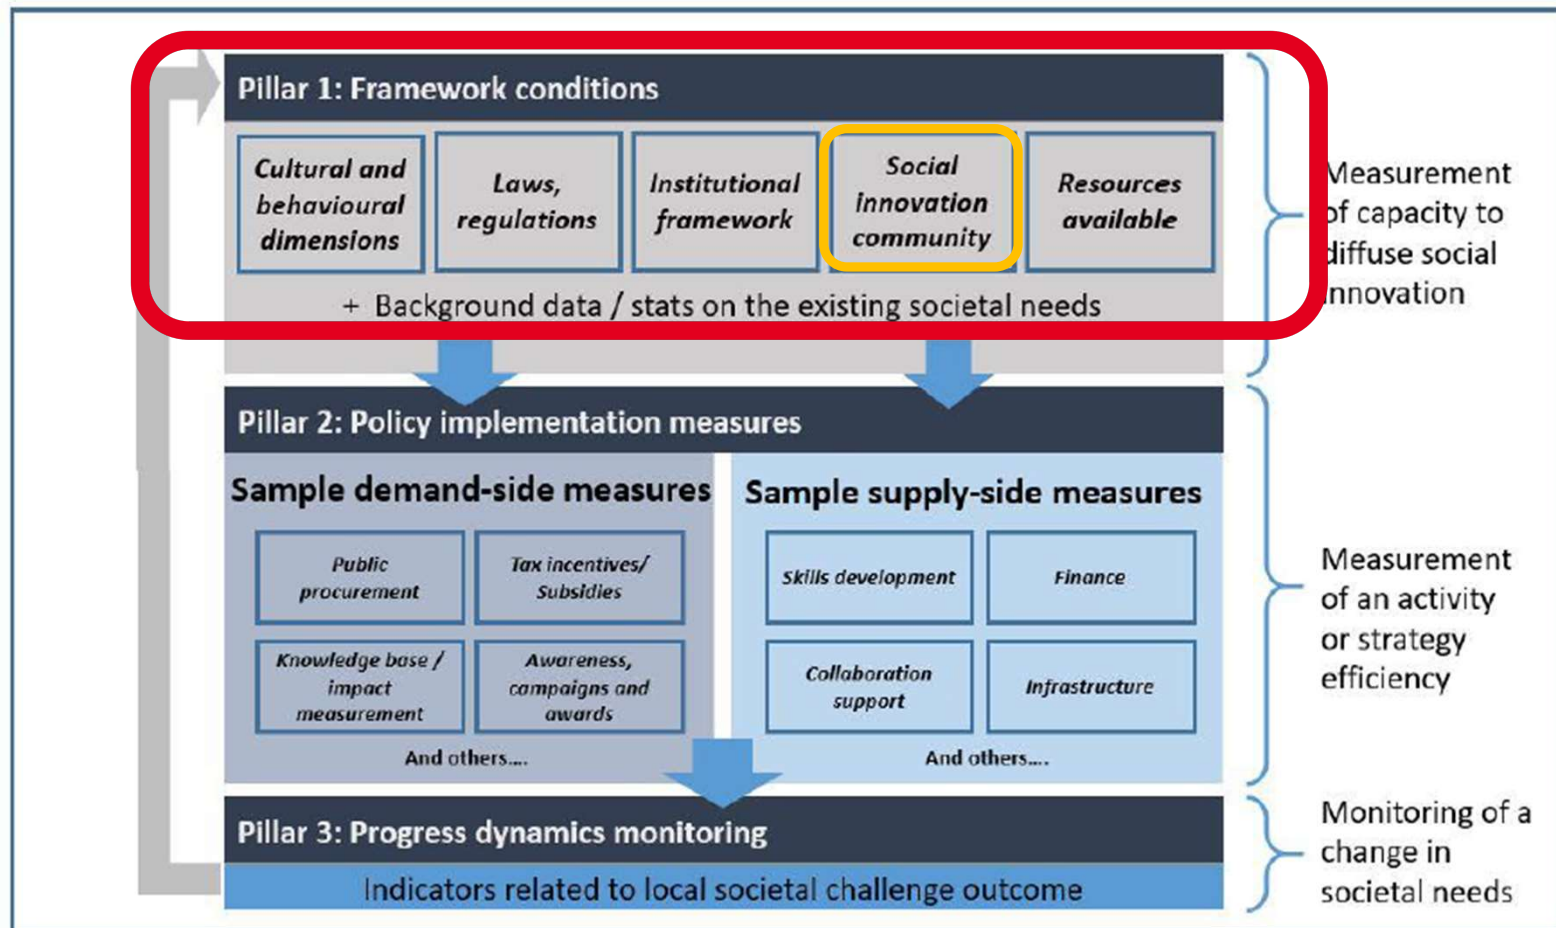 Pillar 1: Framework conditions
Cultural and
behavioural
dimensions
Laws,
regulations
Institutional
framework
Social
innovation
community
Resources
available
+ Background data / stats on the existing societal needs
Measurement
of capacity to
diffuse social
innovation
Pillar 2: Policy implementation measures
Sample demand-side measures
Public
procurement
Tax incentives/
Subsidies
Knowledge base /
impact
measurement
Awareness,
campaigns and
awards
And others....
Sample supply-side measures
Skills development
Finance
Collaboration
support
Infrastructure
And others....
Measurement
of an activity
or strategy
efficiency
Pillar 3: Progress dynamics monitoring
Indicators related to local societal challenge outcome
Monitoring of a
change in
societal needs